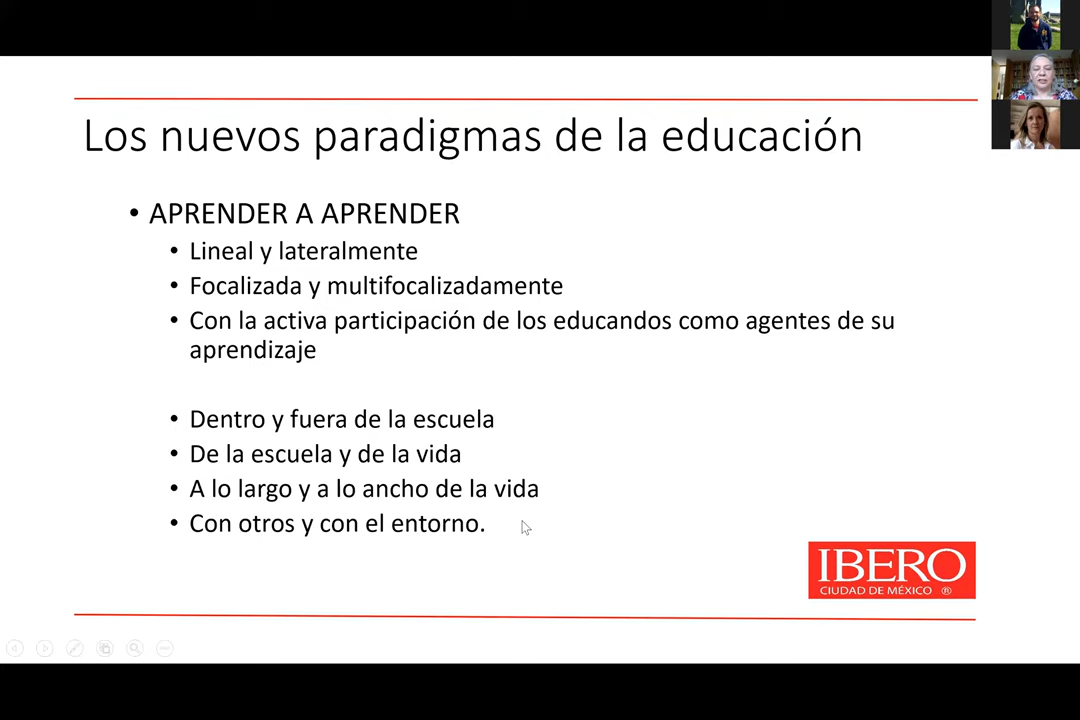 Los nuevos paradigmas de la educación
• APRENDER A APRENDER
• Lineal y lateralmente
• Focalizada y multifocalizadamente
• Con la activa participación de los educandos como agentes de su
aprendizaje
• Dentro y fuera de la escuela
• De la escuela y de la vida
• A lo largo y a lo ancho de la vida
• Con otros y con el entorno.
IBERO
CIUDAD DE MÉXICO ®